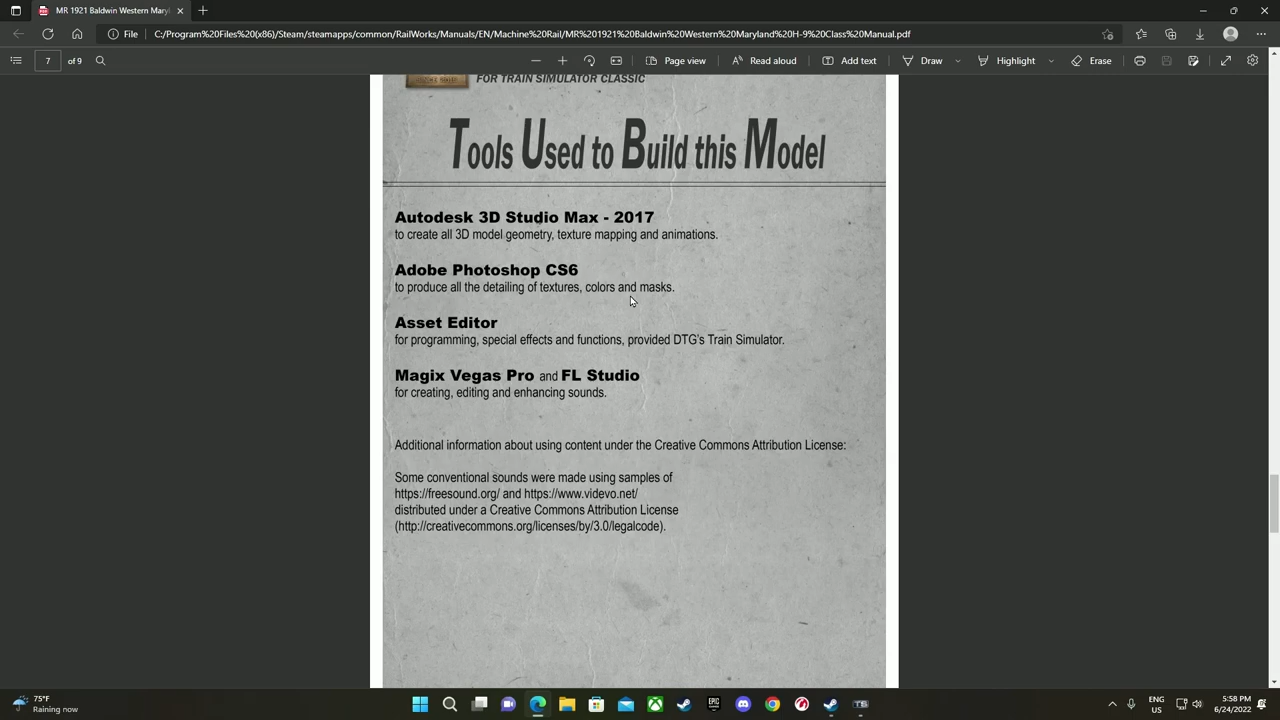 MR 1921 Baldwin Western Mary
File
C:/Program%20Files%20(x86)/Steam/steamapps/common/RailWorks/Manuals/EN/Machine%20Rail/MR%201921%20Baldwin%20Western%20Maryland%20H-9%20Class%20Manual.pdf
7 of 9
Page view
Read aloud
Add text
Draw
Highlight
Erase
FOR TRAIN SIMULATOR CLASSIC
Tools Used to Build this Model
Autodesk 3D Studio Max - 2017
to create all 3D model geometry, texture mapping and animations.
Adobe Photoshop CS6
to produce all the detailing of textures, colors and masks.
Asset Editor
for programming, special effects and functions, provided DTG's Train Simulator.
Magix Vegas Pro and FL Studio
for creating, editing and enhancing sounds.
Additional information about using content under the Creative Commons Attribution License:
Some conventional sounds were made using samples of
https://freesound.org/ and https://www.videvo.net/
distributed under a Creative Commons Attribution License
(http://creativecommons.org/licenses/by/3.0/legalcode).
75°F
Raining now
EPIC
ENG
US
5:58 PM
6/24/2022